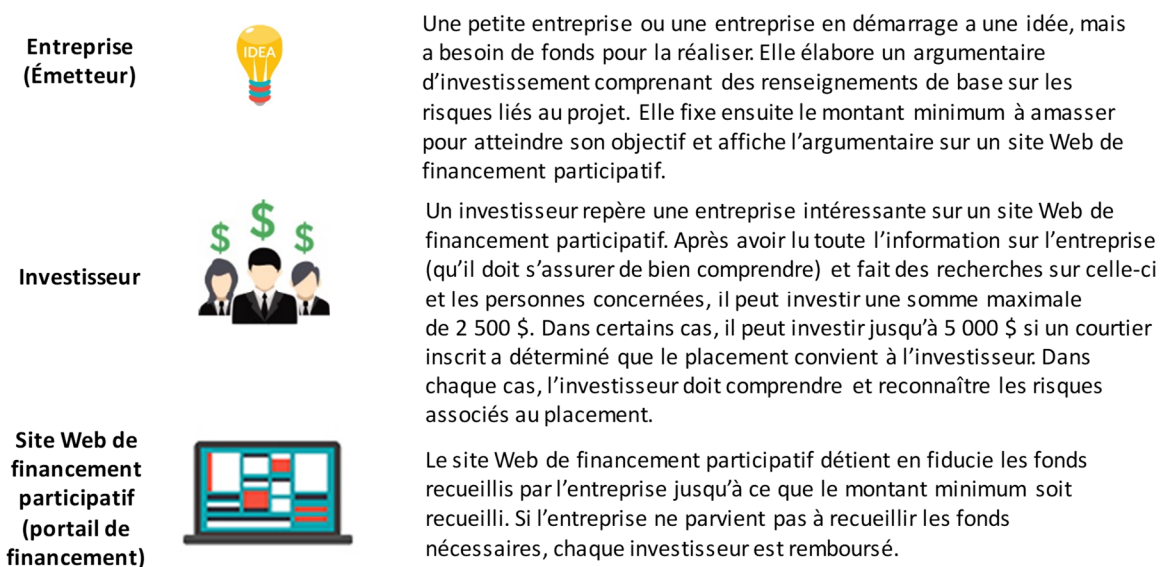 Entreprise
(Émetteur)
IDEA
Une petite entreprise ou une entreprise en démarrage a une idée, mais
a besoin de fonds pour la réaliser. Elle élabore un argumentaire
d’investissement comprenant des renseignements de base sur les
risques liés au projet. Elle fixe ensuite le montant minimum à amasser
pour atteindre son objectif et affiche l’argumentaire sur un site Web de
financement participatif.
Investisseur
$ $ $
Un investisseur repère une entreprise intéressante sur un site Web de
financement participatif. Après avoir lu toute l’information sur l’entreprise
(qu’il doit s’assurer de bien comprendre) et fait des recherches sur celle-ci
et les personnes concernées, il peut investir une somme maximale
de 2 500 $. Dans certains cas, il peut investir jusqu’à 5 000 $ si un courtier
inscrit a déterminé que le placement convient à l’investisseur. Dans
chaque cas, l’investisseur doit comprendre et reconnaître les risques
associés au placement.
Site Web de
financement
participatif
(portail de
financement)
Le site Web de financement participatif détient en fiducie les fonds
recueillis par l’entreprise jusqu’à ce que le montant minimum soit
recueilli. Si l’entreprise ne parvient pas à recueillir les fonds
nécessaires, chaque investisseur est remboursé.